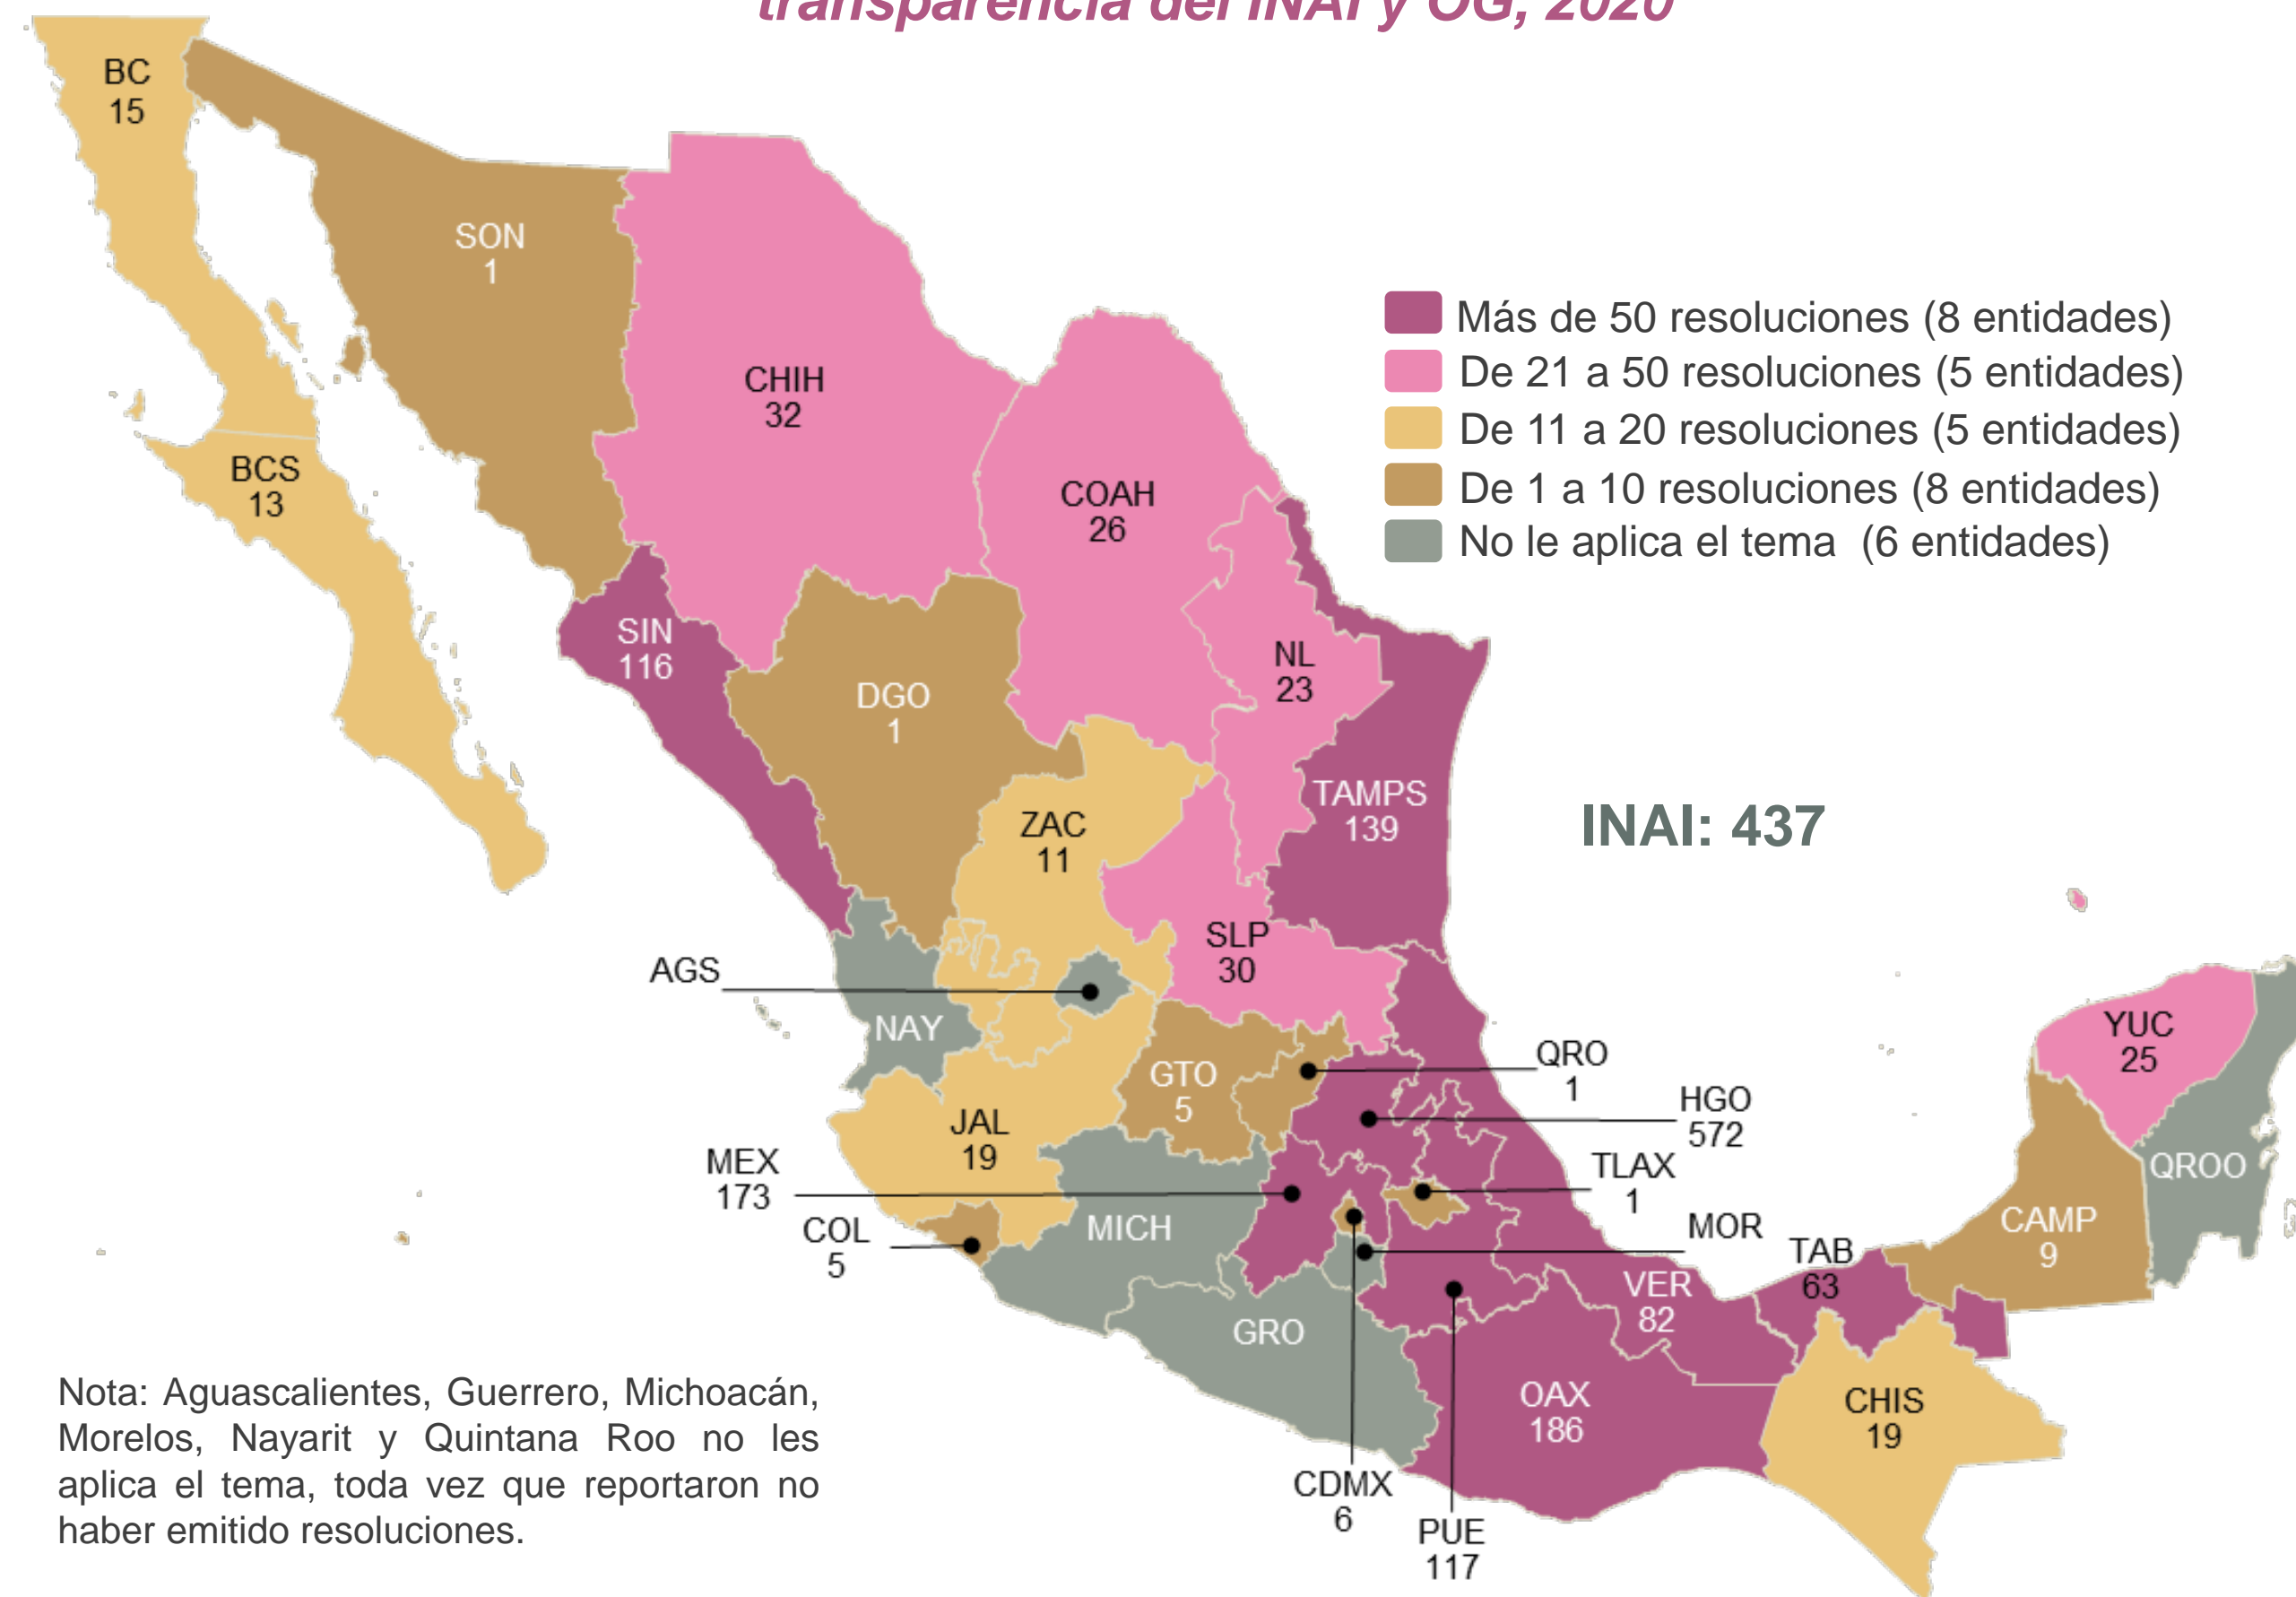 transparencia del INAI y OG, 2020
BC
15
SON
1
CHIH
32
Más de 50 resoluciones (8 entidades)
De 21 a 50 resoluciones (5 entidades)
De 11 a 20 resoluciones (5 entidades)
De 1 a 10 resoluciones (8 entidades)
No le aplica el tema (6 entidades)
BCS
13
COAH
26
SIN
116
DGO
1
NL
23
TAMPS
139
INAI: 437
ZAC
11
SLP
30
AGS
NAY
YUC
25
QRO
1
GTO
5
HGO
572
JAL
19
MEX
173
TLAX
1
QROO
COL
5
MICH
MOR
CAMP
9
TAB
63
VER
82
GRO
OAX
186
CHIS
19
CDMX
6
PUE
117
Nota: Aguascalientes, Guerrero, Michoacán,
Morelos, Nayarit y Quintana Roo no les
aplica el tema, toda vez que reportaron no
haber emitido resoluciones.